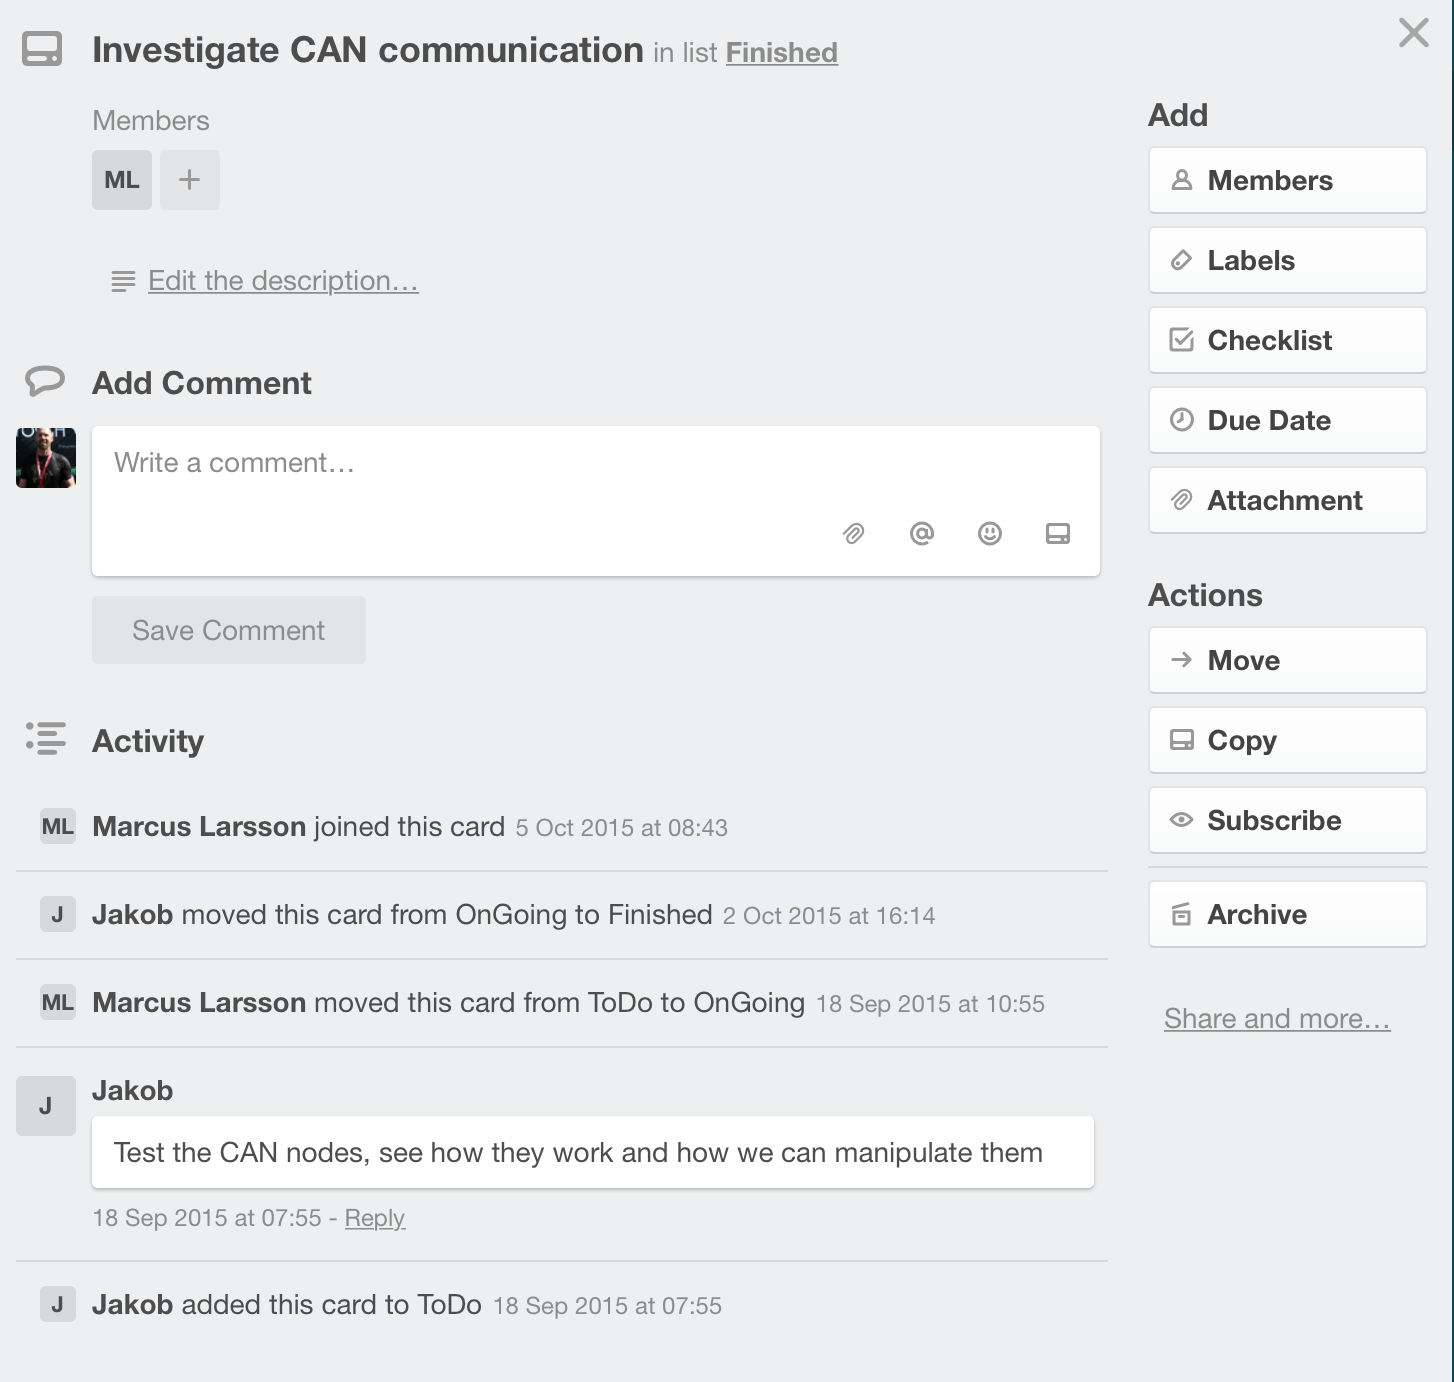 Investigate CAN communication in list Finished
Members
ML
Edit the description…
Add Comment
Write a comment…
Save Comment
Activity
ML Marcus Larsson joined this card 5 Oct 2015 at 08:43
J Jakob moved this card from OnGoing to Finished 2 Oct 2015 at 16:14
ML Marcus Larsson moved this card from ToDo to OnGoing 18 Sep 2015 at 10:55
J Jakob
Test the CAN nodes, see how they work and how we can manipulate them
18 Sep 2015 at 07:55 - Reply
J Jakob added this card to ToDo 18 Sep 2015 at 07:55
Add
Members
Labels
Checklist
Due Date
Attachment
Actions
Move
Copy
Subscribe
Archive
Share and more…